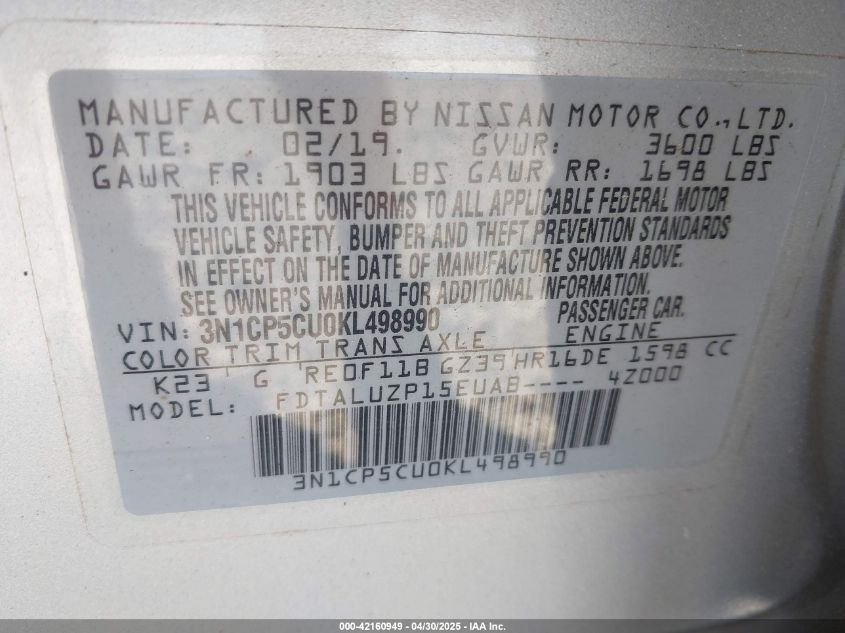 MANUFACTURED BY NISSAN MOTOR CO., LTD.
DATE: 02/19. GVWR: 3600 LBS
GAWR FR: 1903 LBS GAWR RR: 1698 LBS
THIS VEHICLE CONFORMS TO ALL APPLICABLE FEDERAL MOTOR
VEHICLE SAFETY, BUMPER AND THEFT PREVENTION STANDARDS
IN EFFECT ON THE DATE OF MANUFACTURE SHOWN ABOVE.
SEE OWNER'S MANUAL FOR ADDITIONAL INFORMATION.
VIN: 3N1CP5CU0KL498990 PASSENGER CAR.
COLOR TRIM TRANS AXLE ENGINE
K23 G RE0F11B GZ39 HR16DE 1598 CC
MODEL: FDTALUZP15EUAB---- 4Z000
3N1CP5CU0KL498990
000-42160949 - 04/30/2025 - IAA Inc.